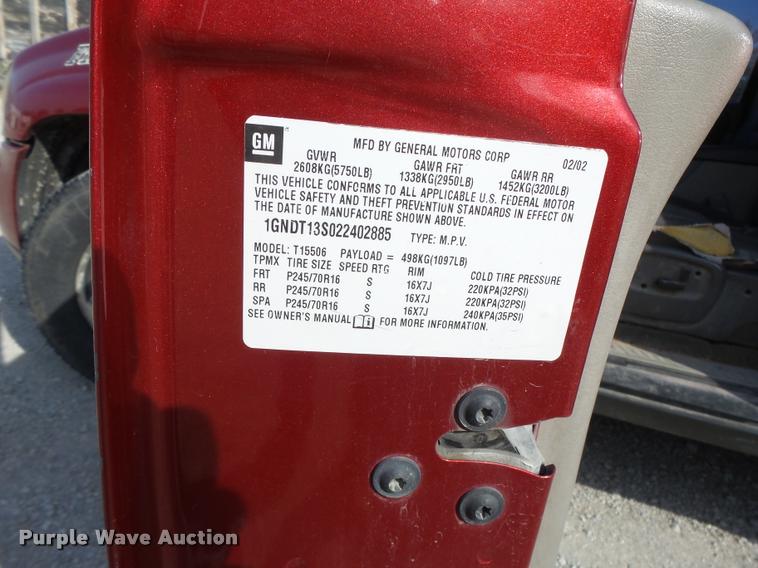 GM
MFD BY GENERAL MOTORS CORP 02/02
GVWR GAWR FRT GAWR RR
2608KG(5750LB) 1338KG(2950LB) 1452KG(3200LB)
THIS VEHICLE CONFORMS TO ALL APPLICABLE U.S. FEDERAL MOTOR
VEHICLE SAFETY AND THEFT PREVENTION STANDARDS IN EFFECT ON
THE DATE OF MANUFACTURE SHOWN ABOVE.
1GNDT13S022402885 TYPE: M.P.V.
MODEL: T15506 PAYLOAD = 498KG(1097LB)
TPMX TIRE SIZE SPEED RTG RIM COLD TIRE PRESSURE
FRT P245/70R16 S 16X7J 220KPA(32PSI)
RR P245/70R16 S 16X7J 220KPA(32PSI)
SPA P245/70R16 S 16X7J 240KPA(35PSI)
SEE OWNER'S MANUAL FOR MORE INFORMATION.
Purple Wave Auction